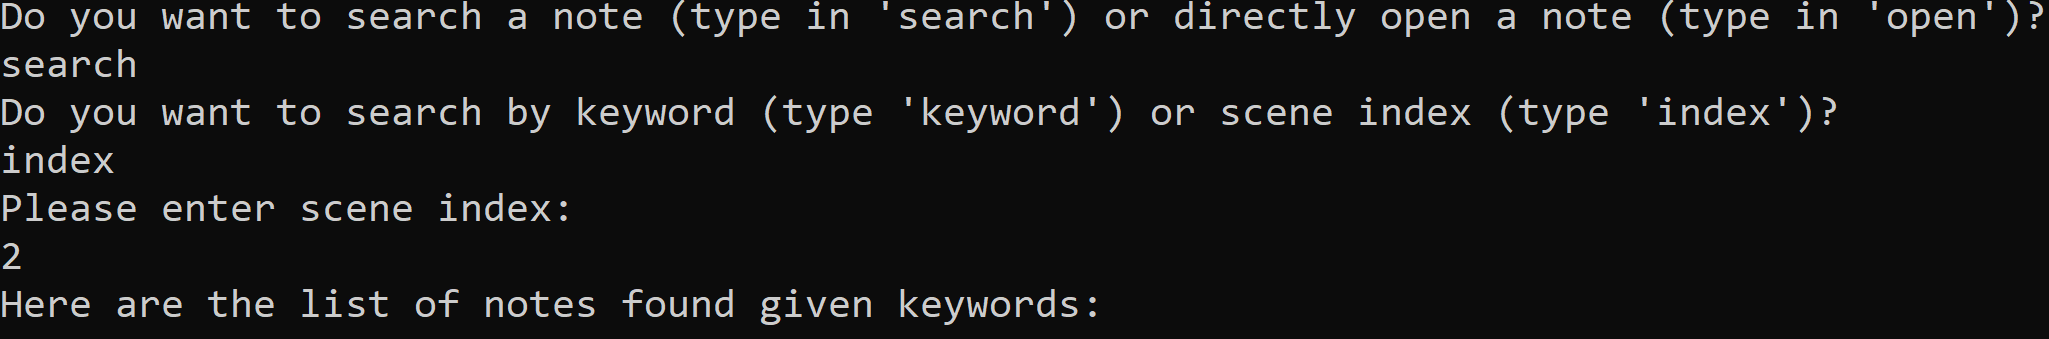 Do you want to search a note (type in 'search') or directly open a note (type in 'open')?
search
Do you want to search by keyword (type 'keyword') or scene index (type 'index')?
index
Please enter scene index:
2
Here are the list of notes found given keywords: